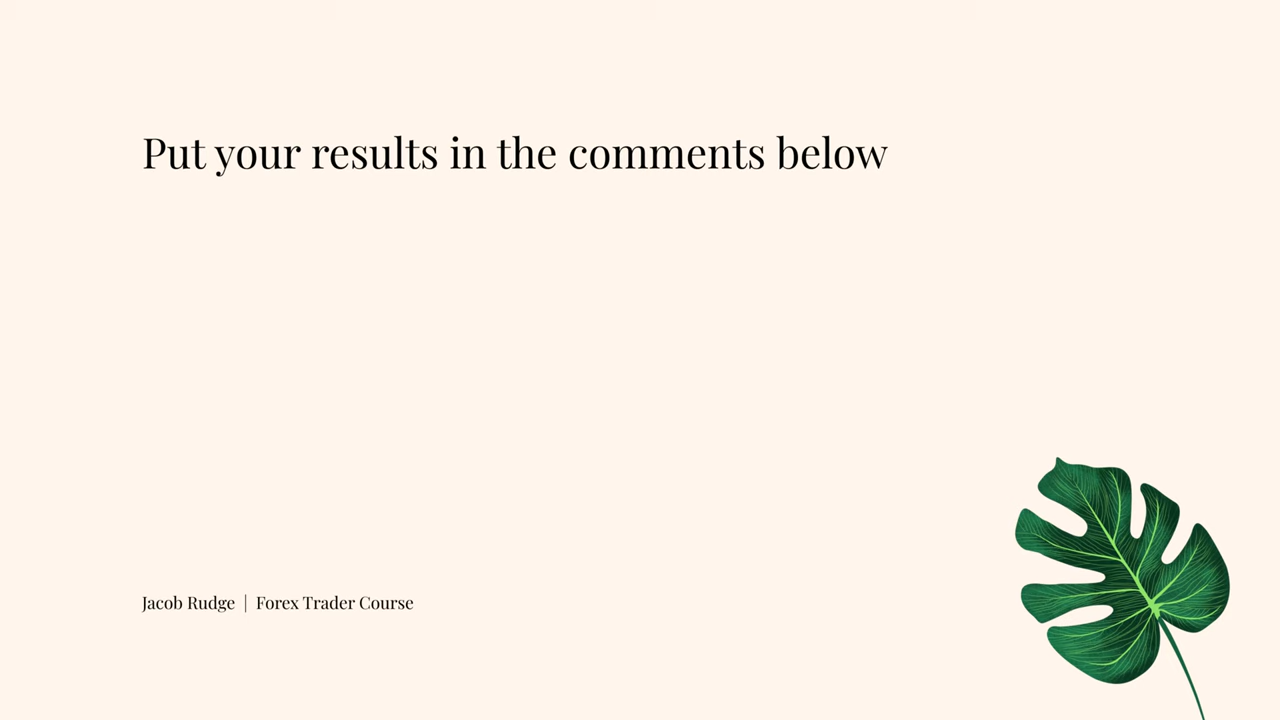 Put your results in the comments below
Jacob Rudge | Forex Trader Course